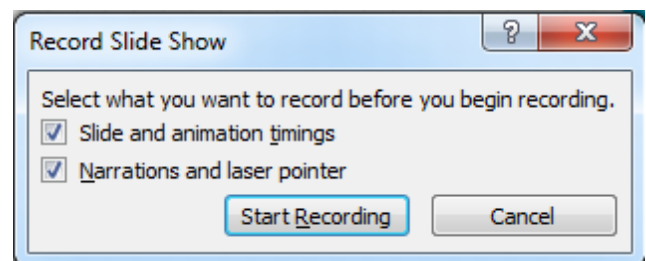 Record Slide Show
Select what you want to record before you begin recording.
Slide and animation timings
Narrations and laser pointer
Start Recording Cancel